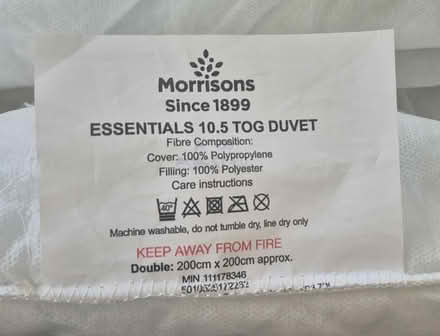 Morrisons
Since 1899
ESSENTIALS 10.5 TOG DUVET
Fibre Composition:
Cover: 100% Polypropylene
Filling: 100% Polyester
Care instructions
40°
Machine washable, do not tumble dry, line dry only
KEEP AWAY FROM FIRE
Double: 200cm x 200cm approx.
MIN 111178346